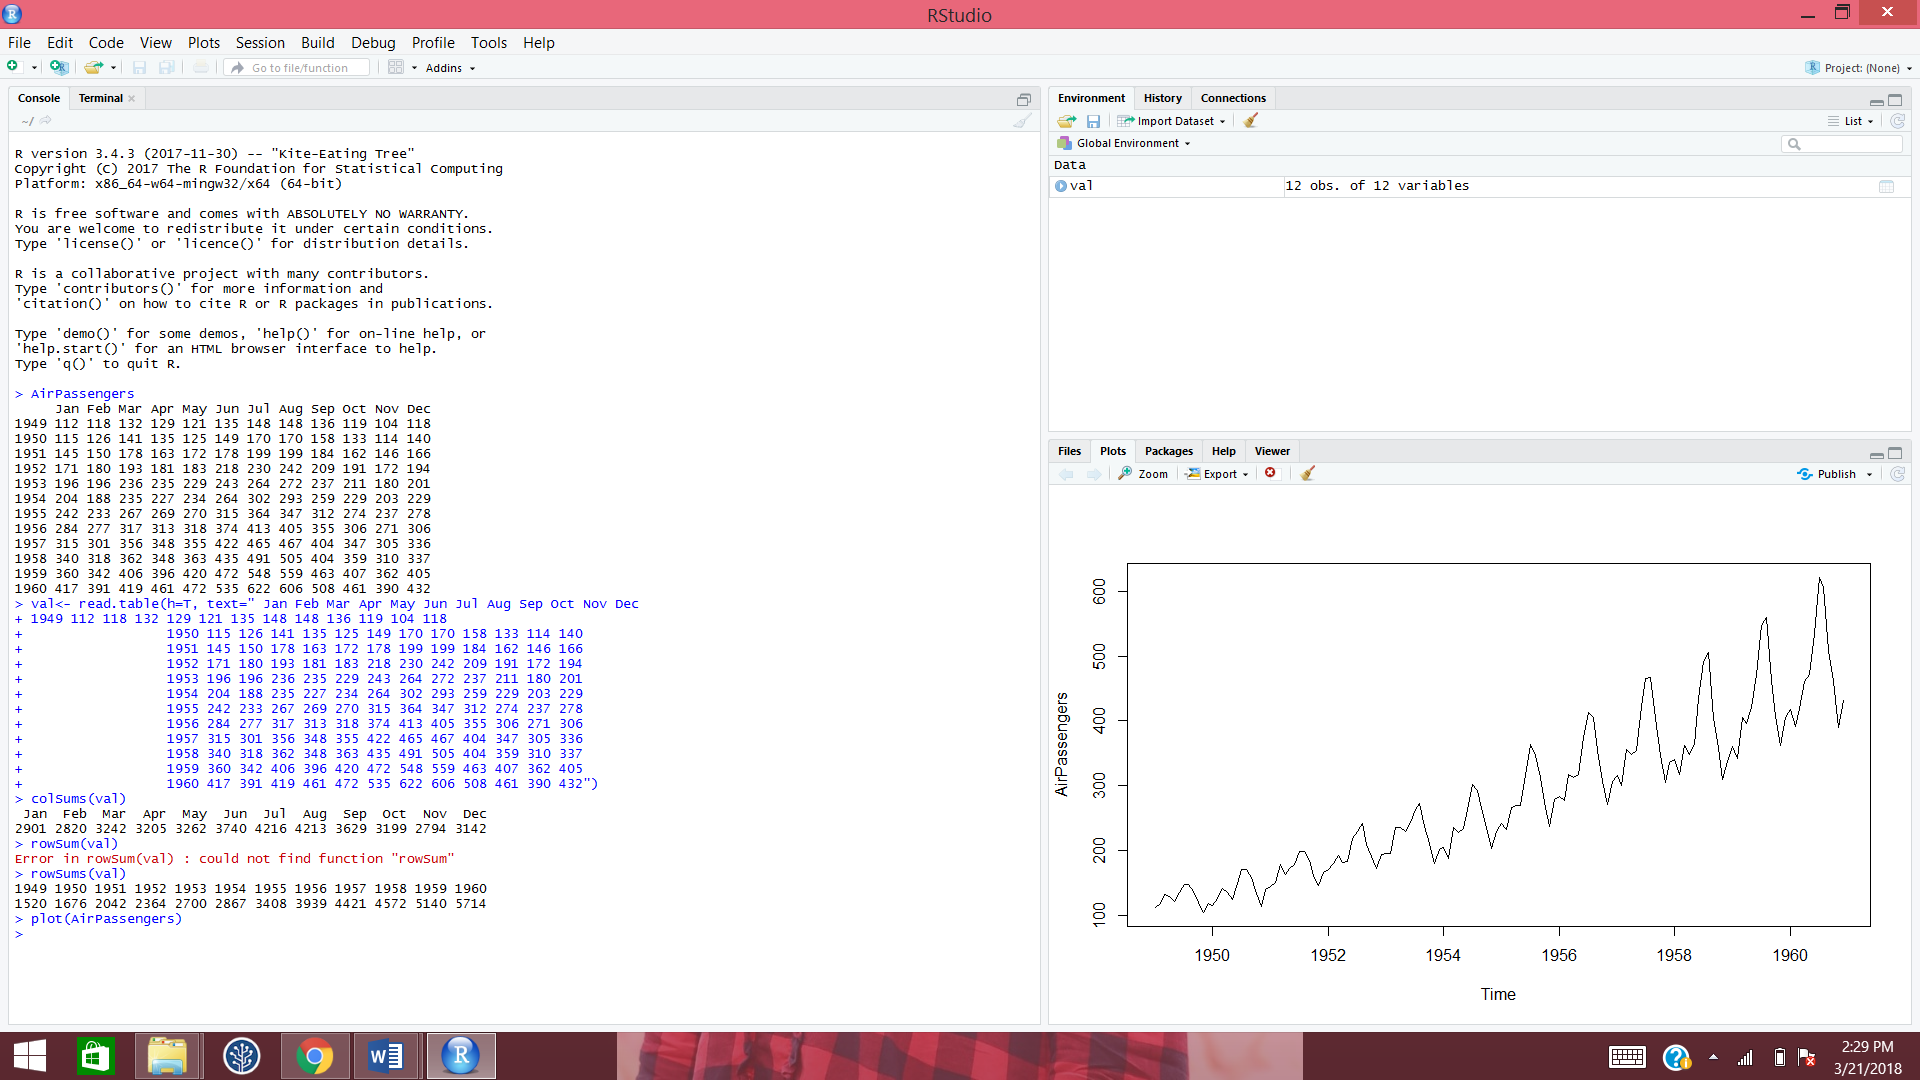 RStudio
File Edit Code View Plots Session Build Debug Profile Tools Help
Go to file/function Addins Project: (None)
Console Terminal
~/
R version 3.4.3 (2017-11-30) -- "Kite-Eating Tree"
Copyright (C) 2017 The R Foundation for Statistical Computing
Platform: x86_64-w64-mingw32/x64 (64-bit)
R is free software and comes with ABSOLUTELY NO WARRANTY.
You are welcome to redistribute it under certain conditions.
Type 'license()' or 'licence()' for distribution details.
R is a collaborative project with many contributors.
Type 'contributors()' for more information and
'citation()' on how to cite R or R packages in publications.
Type 'demo()' for some demos, 'help()' for on-line help, or
'help.start()' for an HTML browser interface to help.
Type 'q()' to quit R.
> AirPassengers
Jan Feb Mar Apr May Jun Jul Aug Sep Oct Nov Dec
1949 112 118 132 129 121 135 148 148 136 119 104 118
1950 115 126 141 135 125 149 170 170 158 133 114 140
1951 145 150 178 163 172 178 199 199 184 162 146 166
1952 171 180 193 181 183 218 230 242 209 191 172 194
1953 196 196 236 235 229 243 264 272 237 211 180 201
1954 204 188 235 227 234 264 302 293 259 229 203 229
1955 242 233 267 269 270 315 364 347 312 274 237 278
1956 284 277 317 313 318 374 413 405 355 306 271 306
1957 315 301 356 348 355 422 465 467 404 347 305 336
1958 340 318 362 348 363 435 491 505 404 359 310 337
1959 360 342 406 396 420 472 548 559 463 407 362 405
1960 417 391 419 461 472 535 622 606 508 461 390 432
> val<- read.table(h=T, text=" Jan Feb Mar Apr May Jun Jul Aug Sep Oct Nov Dec
+ 1949 112 118 132 129 121 135 148 148 136 119 104 118
+ 1950 115 126 141 135 125 149 170 170 158 133 114 140
+ 1951 145 150 178 163 172 178 199 199 184 162 146 166
+ 1952 171 180 193 181 183 218 230 242 209 191 172 194
+ 1953 196 196 236 235 229 243 264 272 237 211 180 201
+ 1954 204 188 235 227 234 264 302 293 259 229 203 229
+ 1955 242 233 267 269 270 315 364 347 312 274 237 278
+ 1956 284 277 317 313 318 374 413 405 355 306 271 306
+ 1957 315 301 356 348 355 422 465 467 404 347 305 336
+ 1958 340 318 362 348 363 435 491 505 404 359 310 337
+ 1959 360 342 406 396 420 472 548 559 463 407 362 405
+ 1960 417 391 419 461 472 535 622 606 508 461 390 432")
> colSums(val)
Jan Feb Mar Apr May Jun Jul Aug Sep Oct Nov Dec
2901 2820 3242 3205 3262 3740 4216 4213 3629 3199 2794 3142
> rowSum(val)
Error in rowSum(val) : could not find function "rowSum"
> rowSums(val)
1949 1950 1951 1952 1953 1954 1955 1956 1957 1958 1959 1960
1520 1676 2042 2364 2700 2867 3408 3939 4421 4572 5140 5714
> plot(AirPassengers)
>
Environment History Connections
Import Dataset List
Global Environment
Data
val 12 obs. of 12 variables
Files Plots Packages Help Viewer
Zoom Export Publish
AirPassengers
600
500
400
300
200
100
1950 1952 1954 1956 1958 1960
Time
2:29 PM
3/21/2018